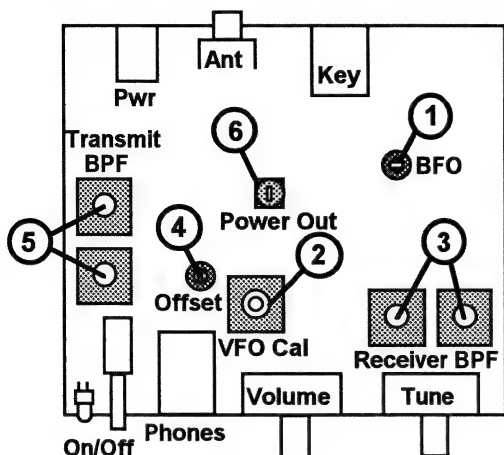 Ant
Key
Pwr
1
Transmit
BPF
6
BFO
Power Out
5
4
2
3
Offset
VFO Cal
Receiver BPF
Volume
Tune
Phones
On/Off